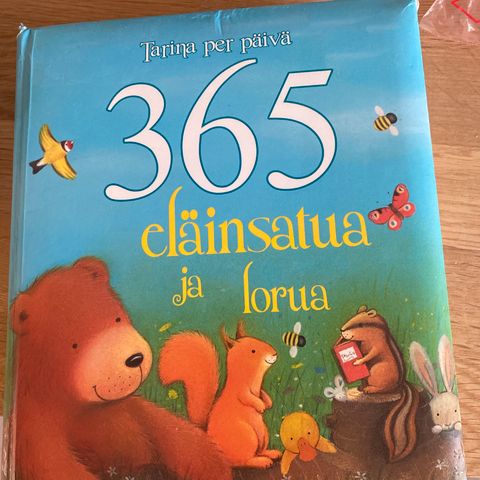 Tarina per päivä
365
eläinsatua
ja lorua